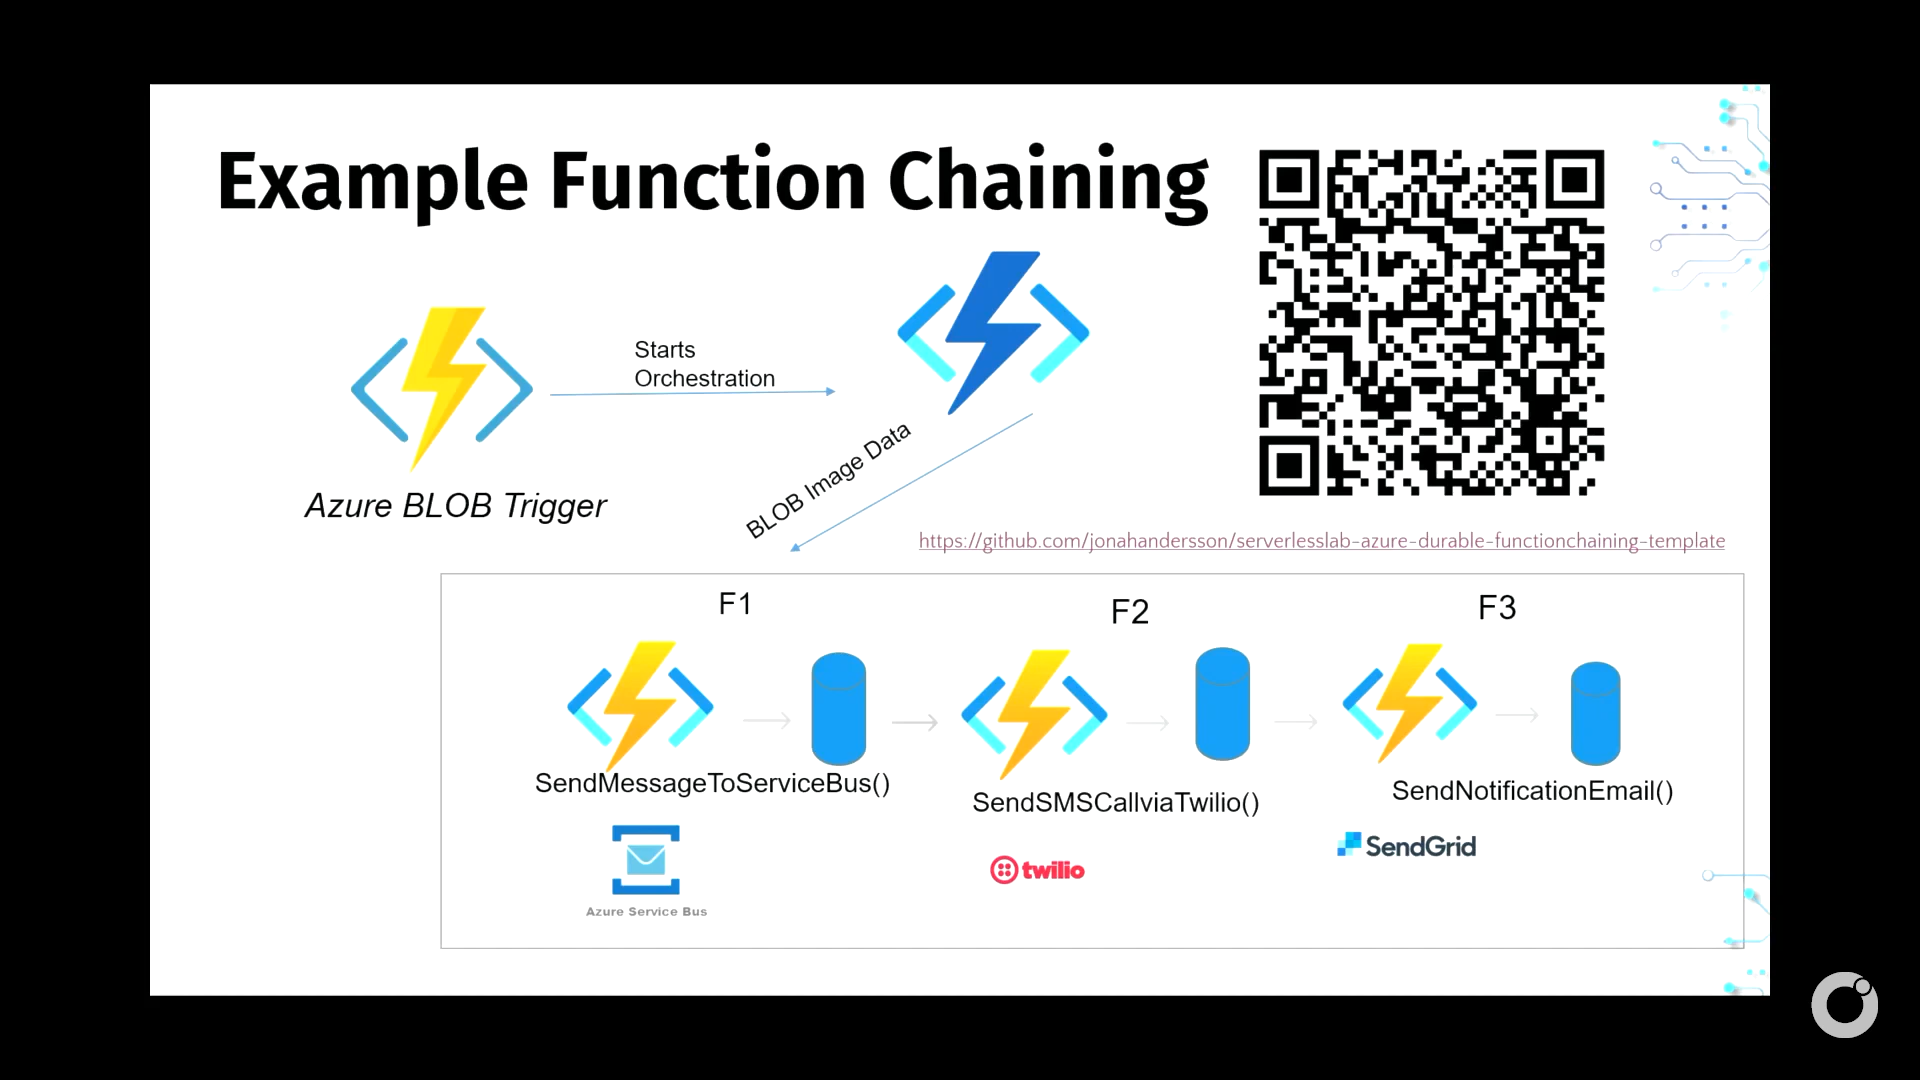 Example Function Chaining
Starts
Orchestration
Azure BLOB Trigger
BLOB Image Data
https://github.com/jonahandersson/serverlesslab-azure-durable-functionchaining-template
F1
F2
F3
SendMessageToServiceBus()
SendSMSCallviaTwilio()
SendNotificationEmail()
Azure Service Bus
twilio
SendGrid